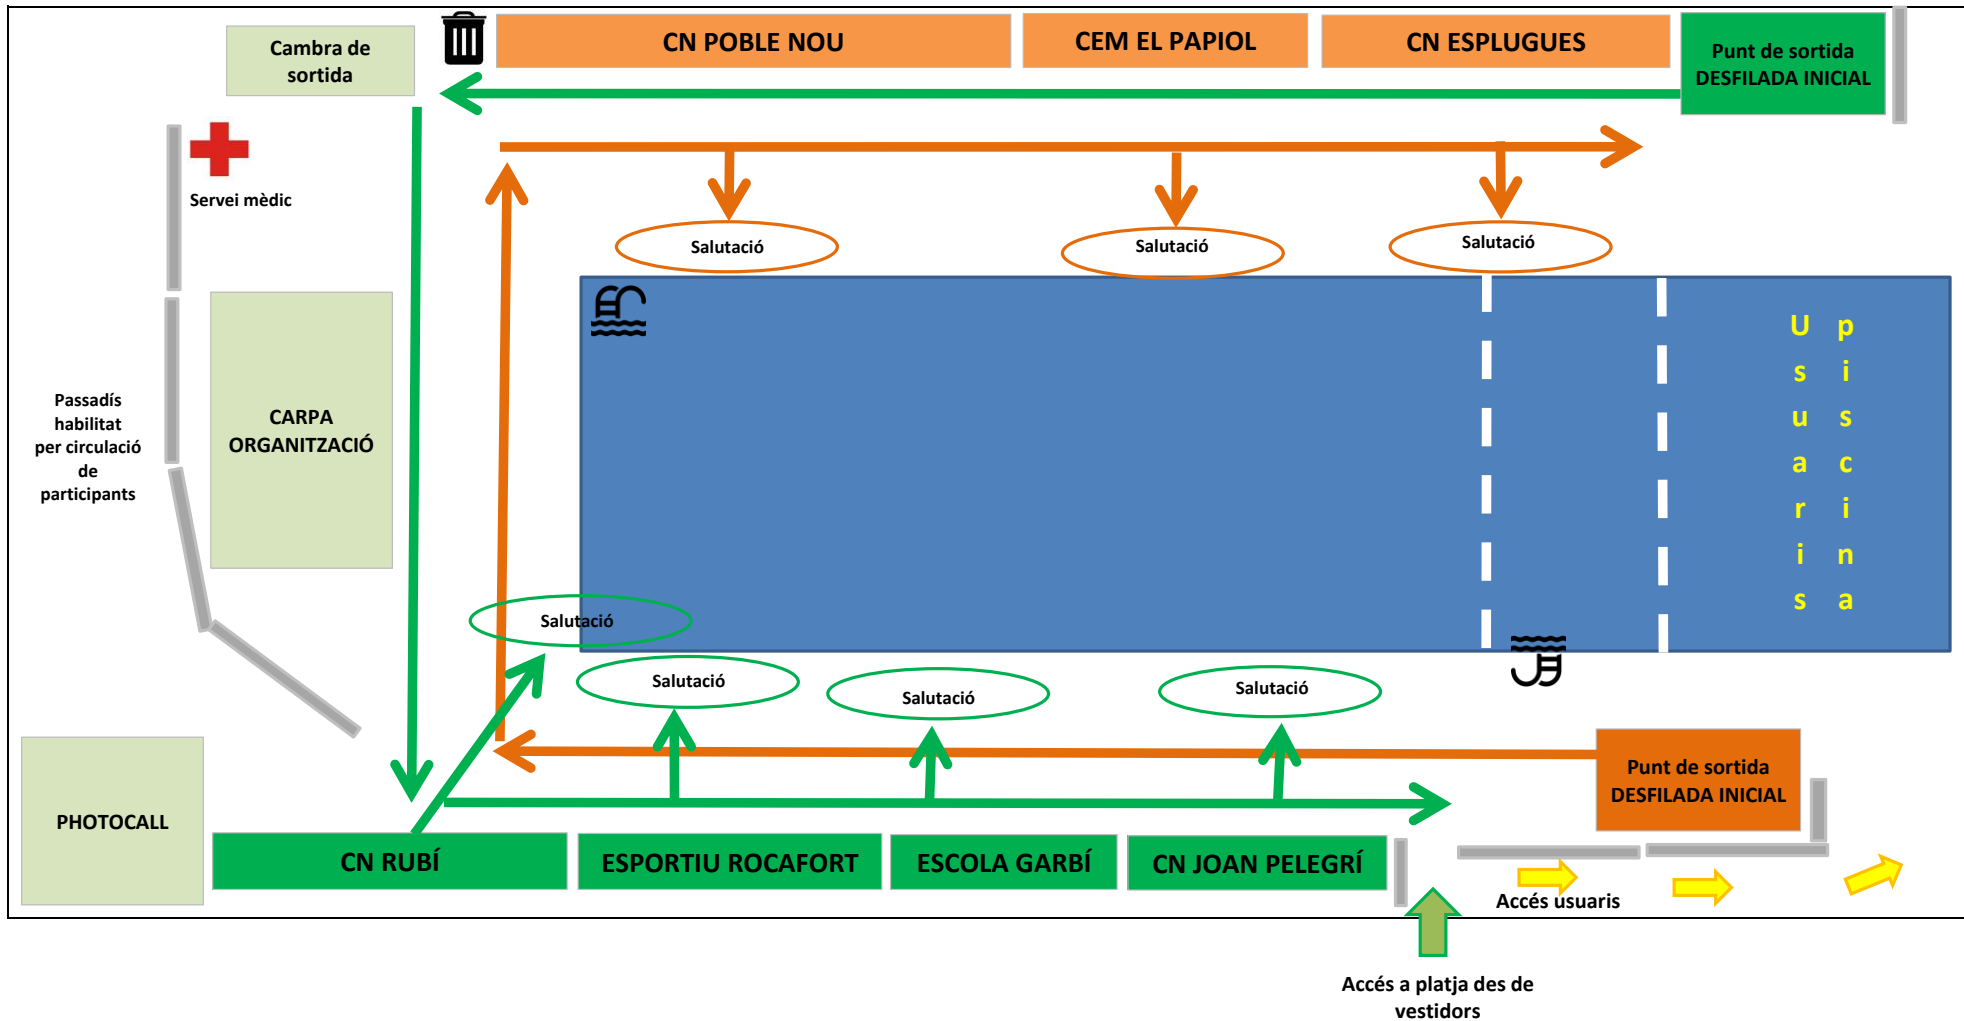 Cambra de
sortida
CN POBLE NOU
CEM EL PAPIOL
CN ESPLUGUES
Punt de sortida
DESFILADA INICIAL
Servei mèdic
Salutació
Salutació
Salutació
Usuaris
piscina
Passadís
habilitat
per circulació
de
participants
CARPA
ORGANITZACIÓ
Salutació
Salutació
Salutació
Salutació
Punt de sortida
DESFILADA INICIAL
PHOTOCALL
CN RUBÍ
ESPORTIU ROCAFORT
ESCOLA GARBÍ
CN JOAN PELEGRÍ
Accés usuaris
Accés a platja des de
vestidors